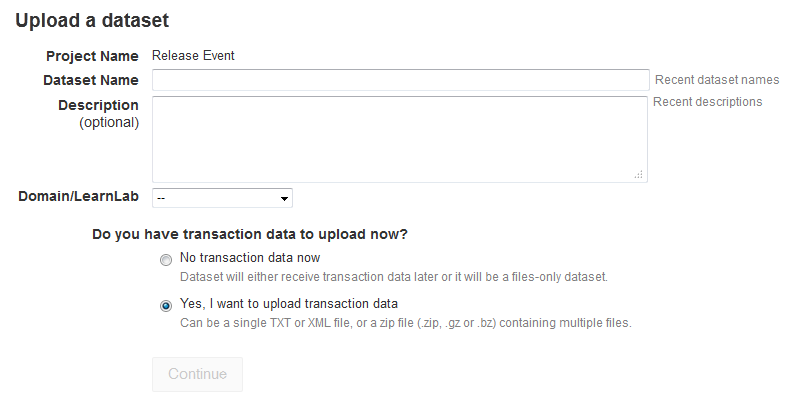 Upload a dataset
Project Name Release Event
Dataset Name Recent dataset names
Description Recent descriptions
(optional)
Domain/LearnLab --
Do you have transaction data to upload now?
No transaction data now
Dataset will either receive transaction data later or it will be a files-only dataset.
Yes, I want to upload transaction data
Can be a single TXT or XML file, or a zip file (.zip, .gz or .bz) containing multiple files.
Continue